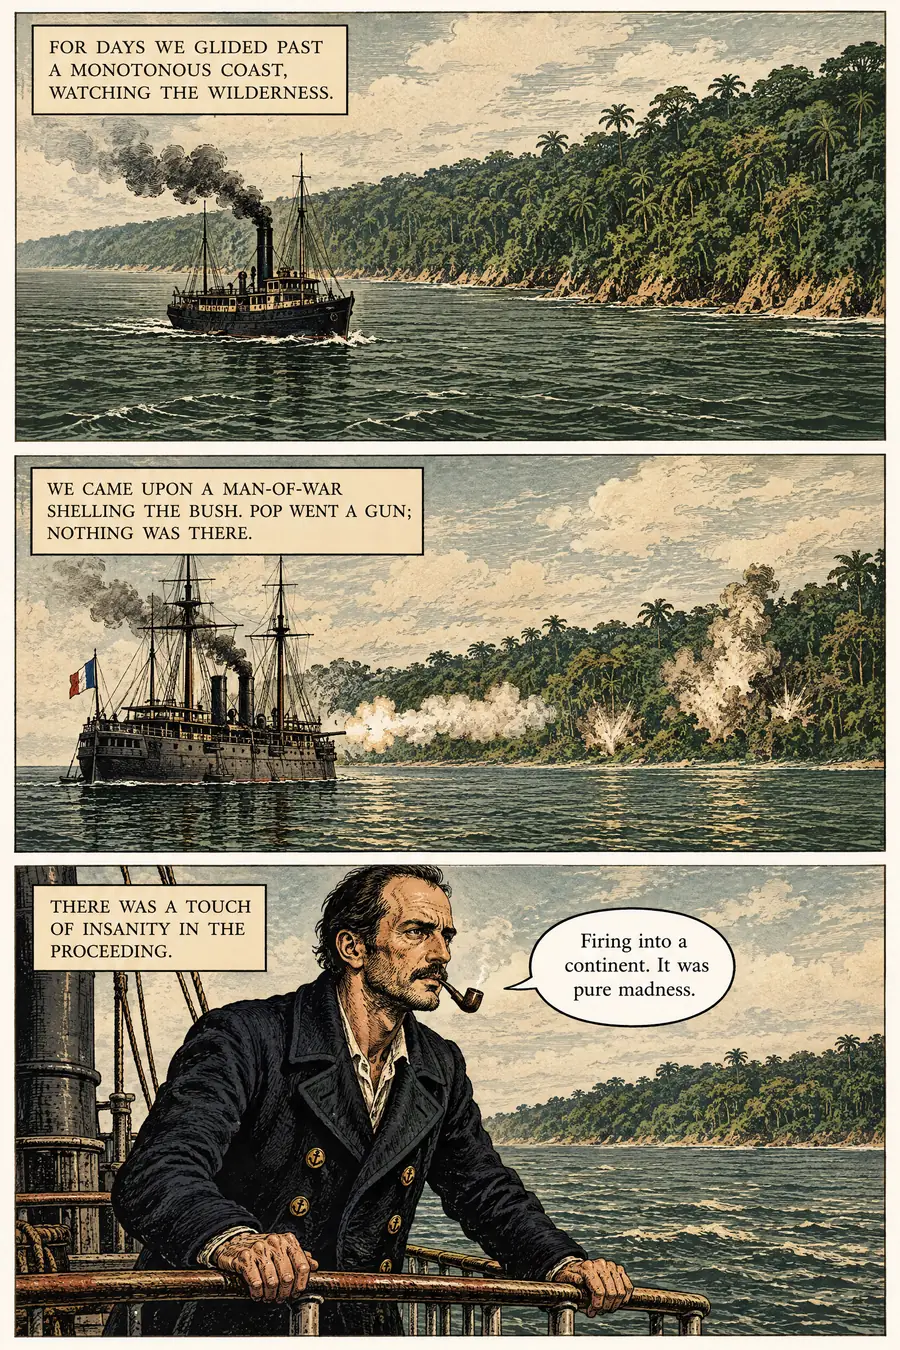 FOR DAYS WE GLIDED PAST
A MONOTONOUS COAST,
WATCHING THE WILDERNESS.
WE CAME UPON A MAN-OF-WAR
SHELLING THE BUSH. POP WENT A GUN;
NOTHING WAS THERE.
THERE WAS A TOUCH
OF INSANITY IN THE
PROCEEDING.
Firing into a
continent. It was
pure madness.